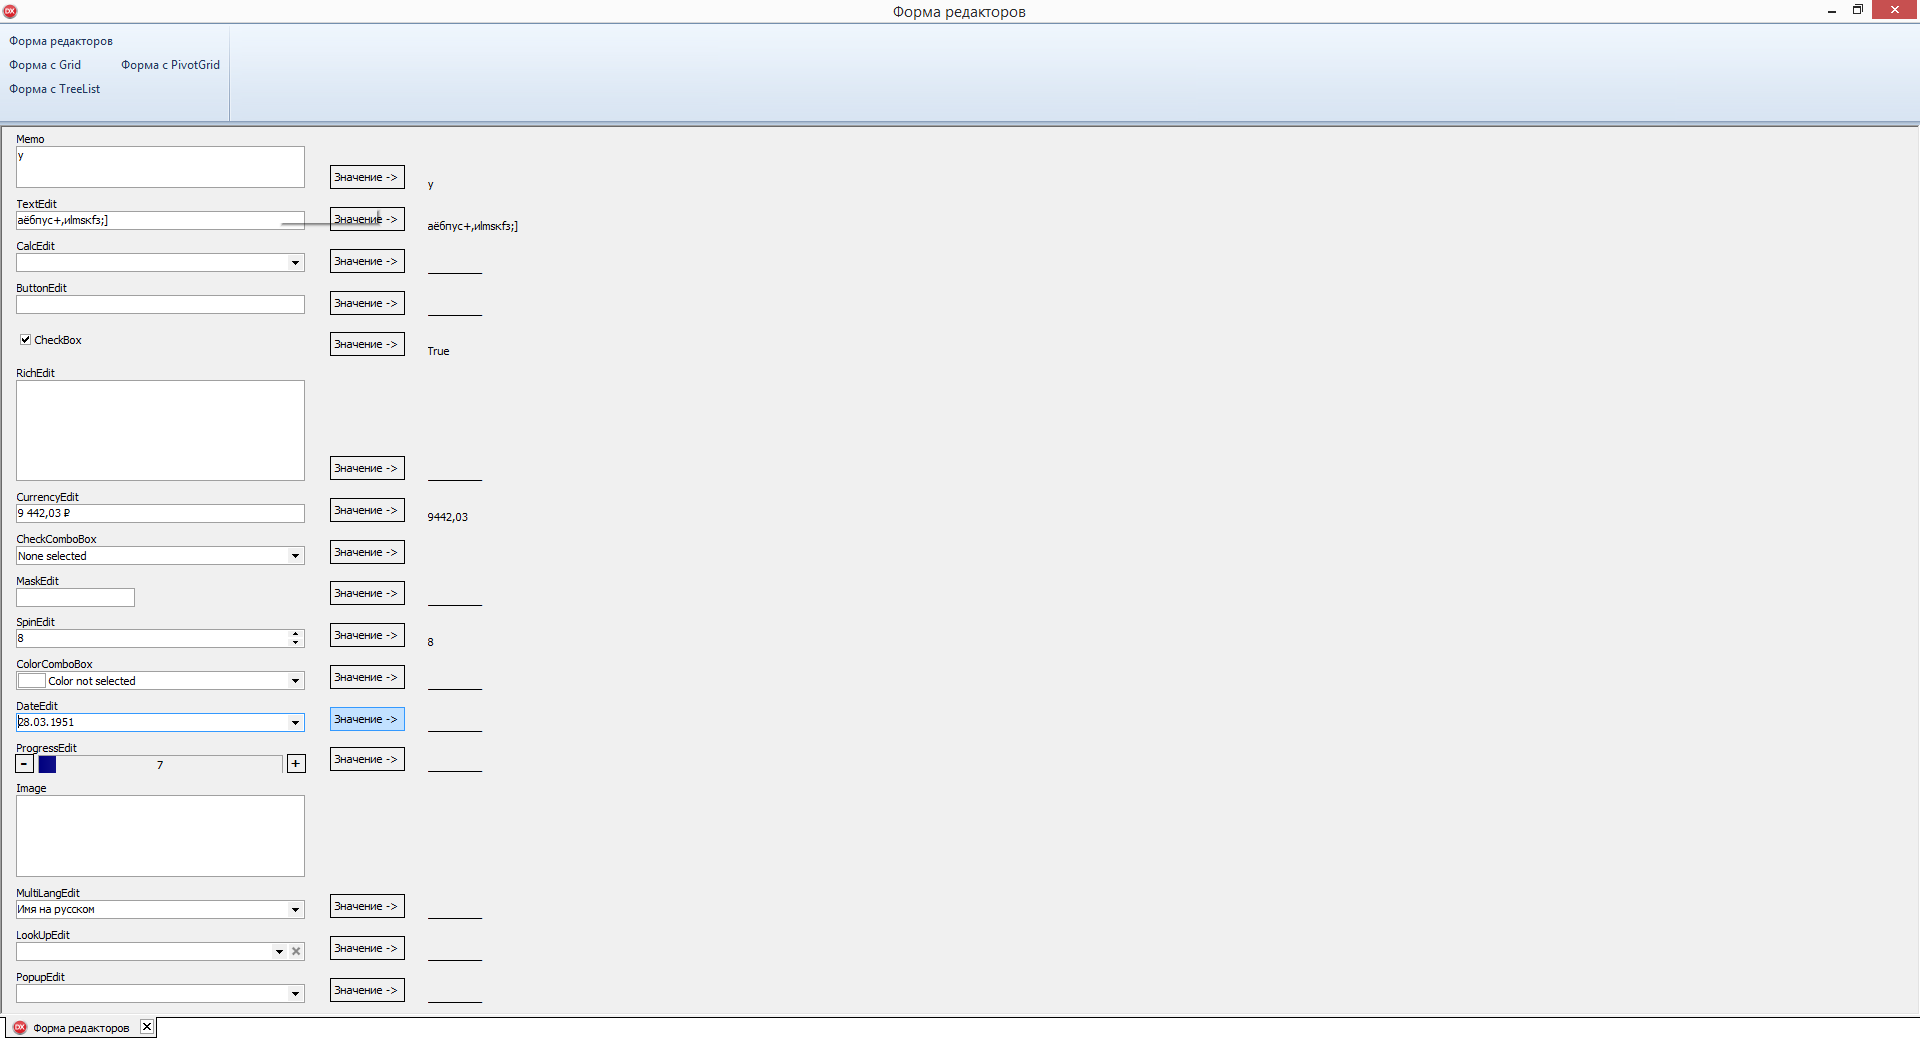 Форма редакторов
Форма редакторов
Форма с Grid Форма с PivotGrid
Форма с TreeList
Memo
y
Значение -> y
TextEdit
аёбпус+,иlmsкfз;] Значение -> аёбпус+,иlmsкfз;]
CalcEdit
Значение ->
ButtonEdit
Значение ->
CheckBox Значение -> True
RichEdit
Значение ->
CurrencyEdit
9 442,03 ₽ Значение -> 9442,03
CheckComboBox
None selected Значение ->
MaskEdit
Значение ->
SpinEdit
8 Значение -> 8
ColorComboBox
Color not selected Значение ->
DateEdit
28.03.1951 Значение ->
ProgressEdit
- 7 + Значение ->
Image
MultiLangEdit
Имя на русском Значение ->
LookUpEdit
Значение ->
PopupEdit
Значение ->
DX Форма редакторов